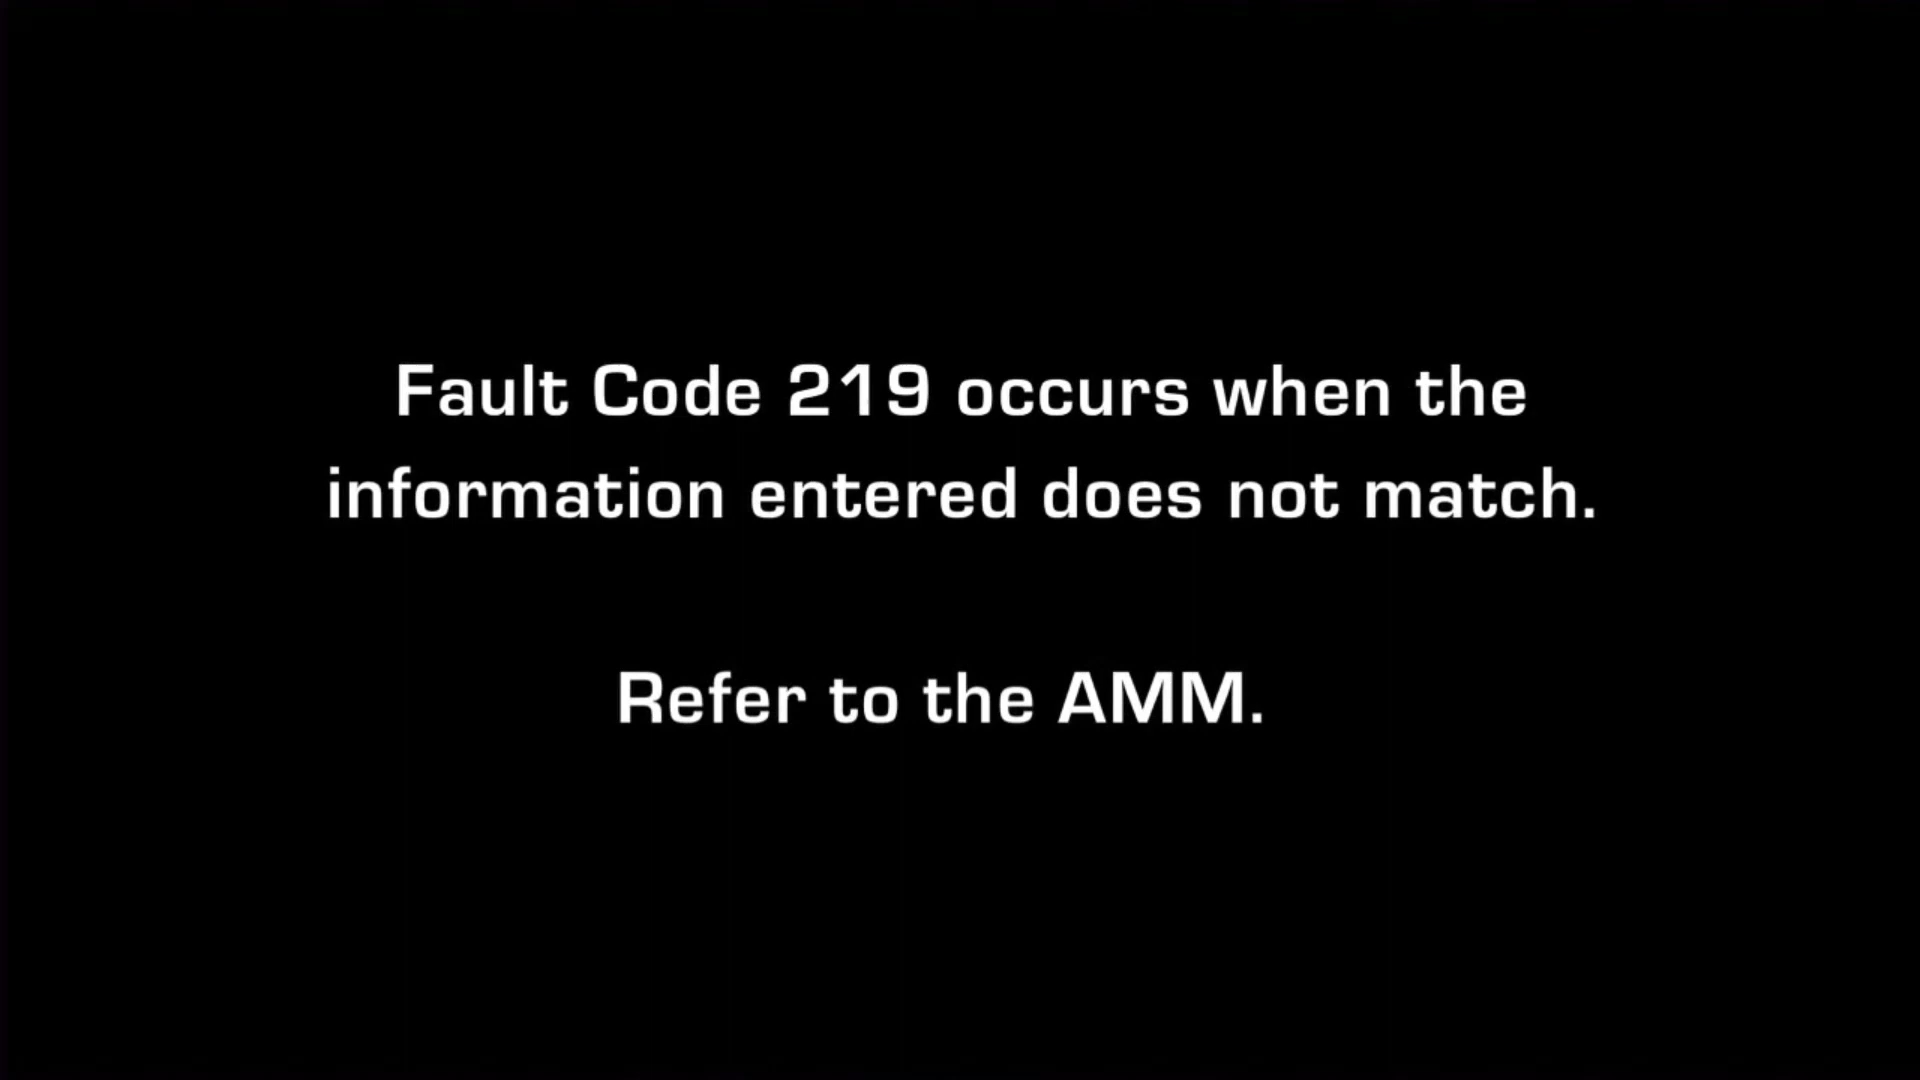 Fault Code 219 occurs when the
information entered does not match.
Refer to the AMM.